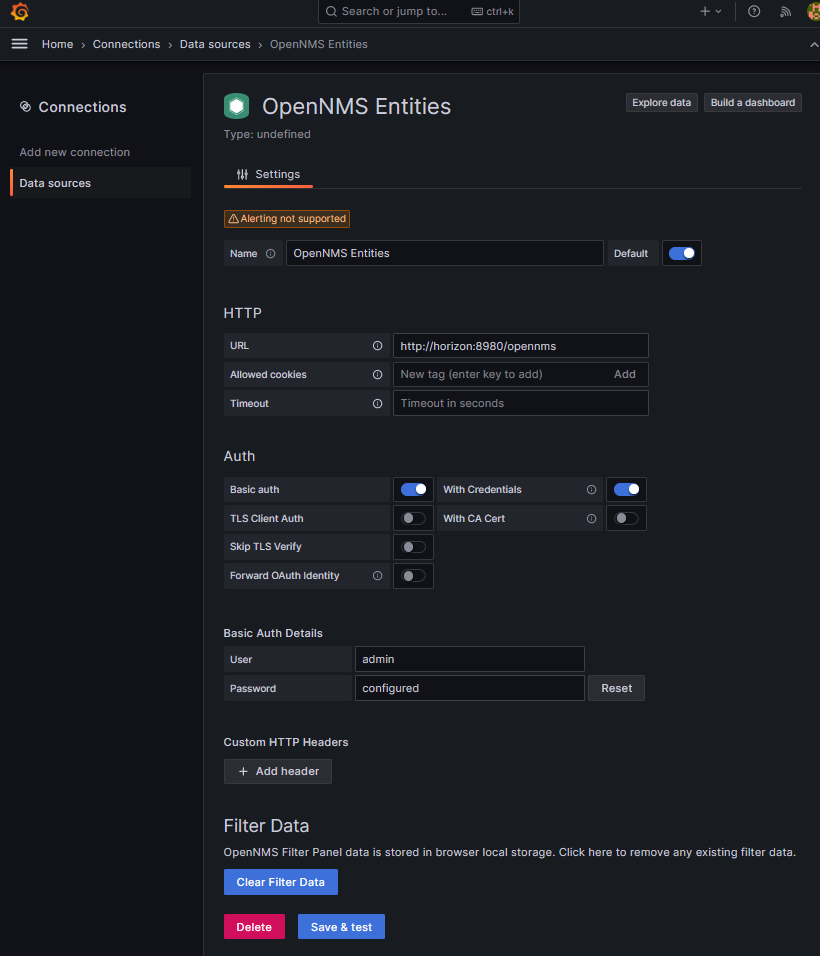 Search or jump to... ctrl+k
Home › Connections › Data sources › OpenNMS Entities
Connections
Add new connection
Data sources
OpenNMS Entities
Explore data
Build a dashboard
Type: undefined
Settings
Alerting not supported
Name OpenNMS Entities Default
HTTP
URL http://horizon:8980/opennms
Allowed cookies New tag (enter key to add) Add
Timeout Timeout in seconds
Auth
Basic auth With Credentials
TLS Client Auth With CA Cert
Skip TLS Verify
Forward OAuth Identity
Basic Auth Details
User admin
Password configured Reset
Custom HTTP Headers
+ Add header
Filter Data
OpenNMS Filter Panel data is stored in browser local storage. Click here to remove any existing filter data.
Clear Filter Data
Delete Save & test